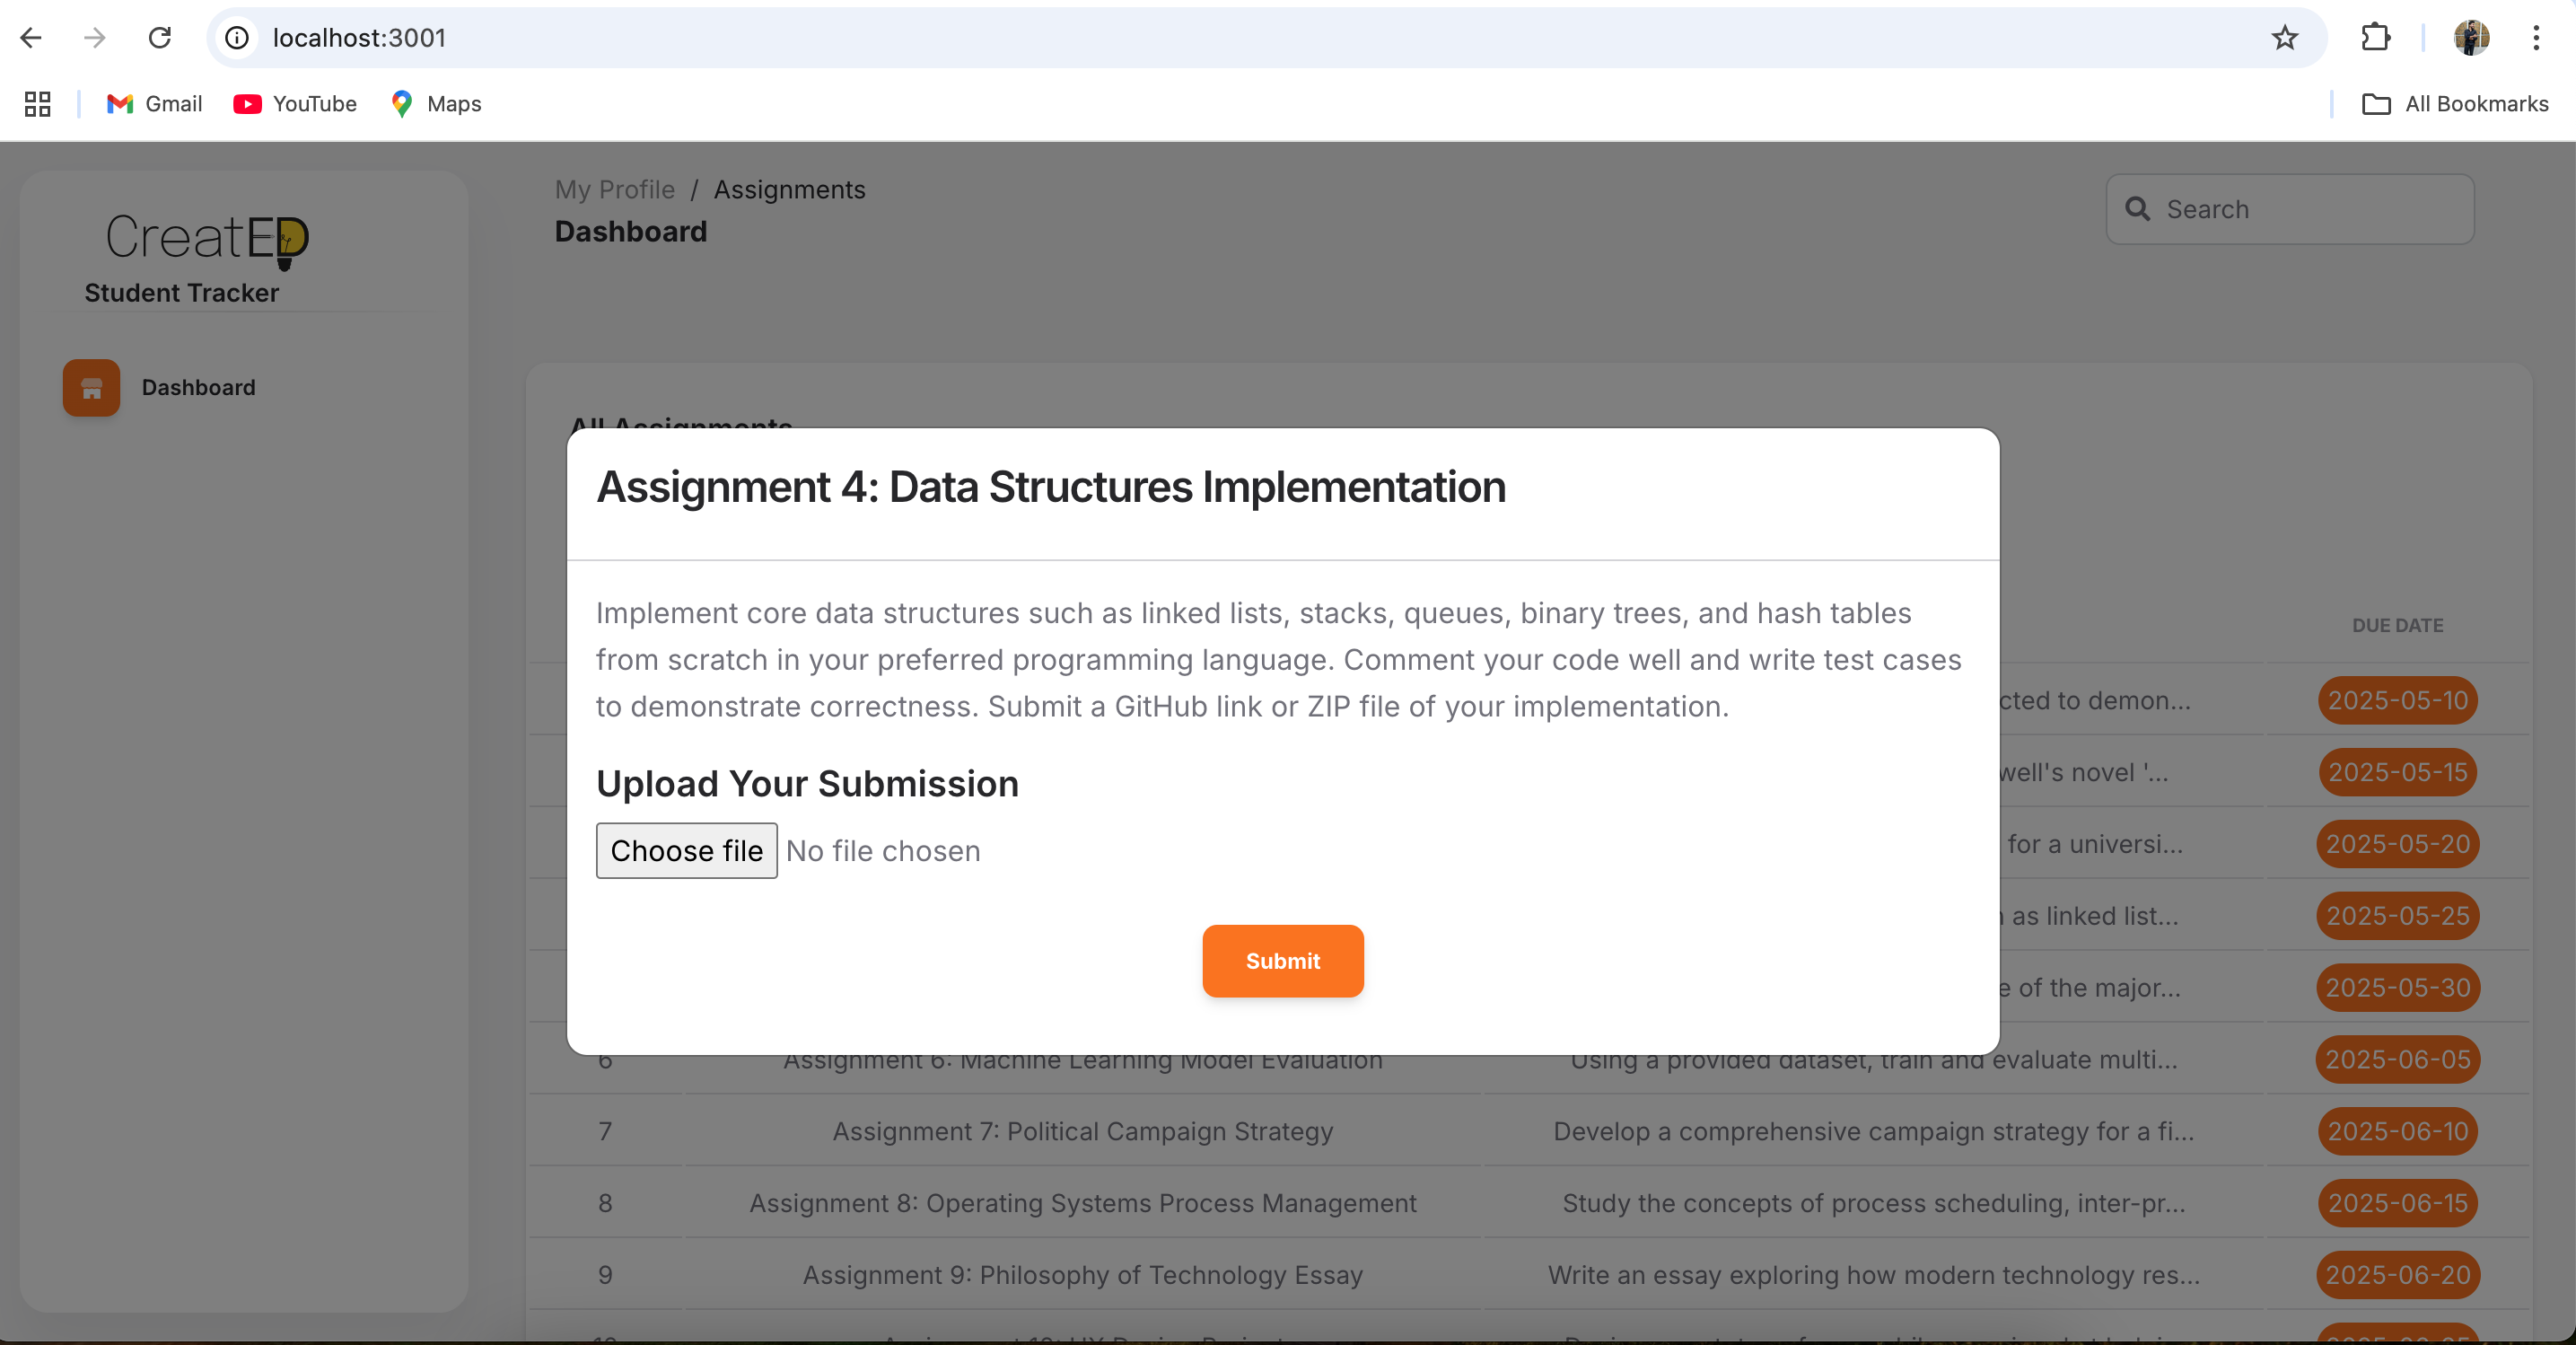 localhost:3001
Gmail
YouTube
Maps
All Bookmarks
CreatED
Student Tracker
Dashboard
My Profile / Assignments
Dashboard
Search
All Assignments
Assignment 4: Data Structures Implementation
Implement core data structures such as linked lists, stacks, queues, binary trees, and hash tables
from scratch in your preferred programming language. Comment your code well and write test cases
to demonstrate correctness. Submit a GitHub link or ZIP file of your implementation.
Upload Your Submission
Choose file No file chosen
Submit
DUE DATE
cted to demon... 2025-05-10
well's novel '... 2025-05-15
for a universi... 2025-05-20
as linked list... 2025-05-25
e of the major... 2025-05-30
6 Assignment 6: Machine Learning Model Evaluation Using a provided dataset, train and evaluate multi... 2025-06-05
7 Assignment 7: Political Campaign Strategy Develop a comprehensive campaign strategy for a fi... 2025-06-10
8 Assignment 8: Operating Systems Process Management Study the concepts of process scheduling, inter-pr... 2025-06-15
9 Assignment 9: Philosophy of Technology Essay Write an essay exploring how modern technology res... 2025-06-20